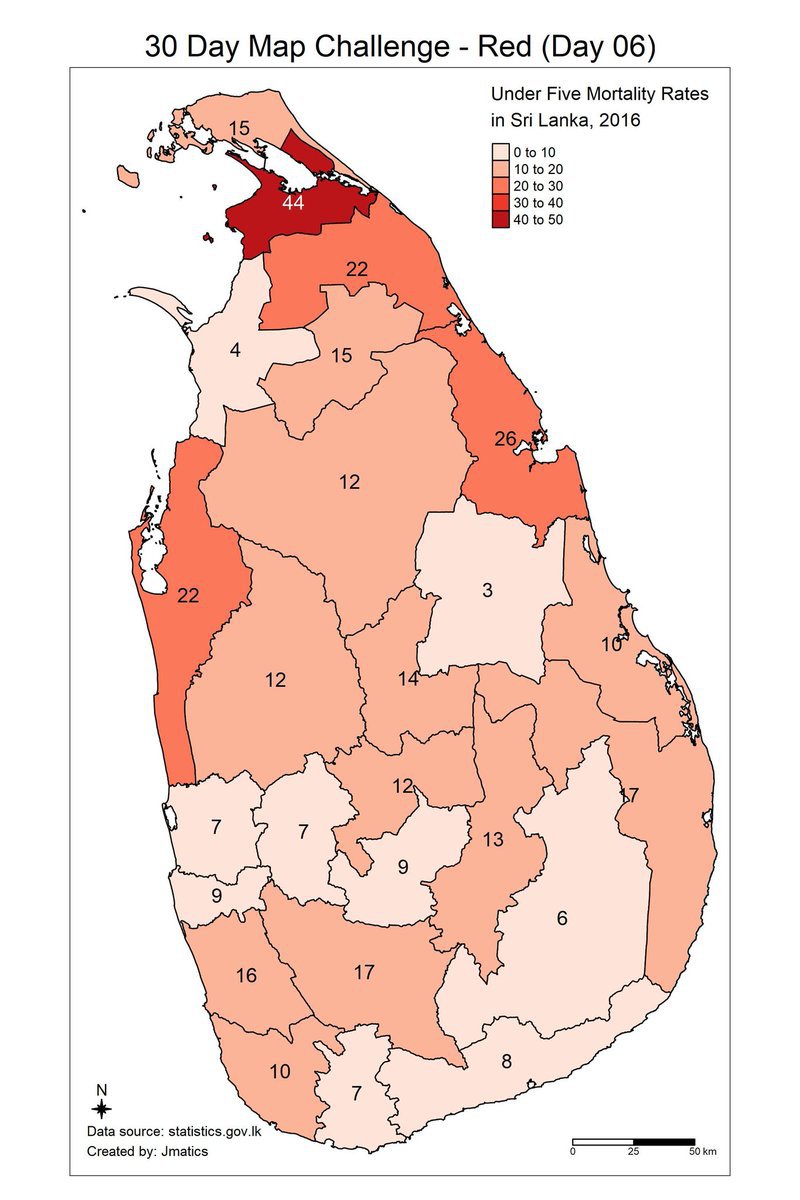 30 Day Map Challenge - Red (Day 06)
Under Five Mortality Rates
in Sri Lanka, 2016
0 to 10
10 to 20
20 to 30
30 to 40
40 to 50
15
44
22
4
15
26
12
3
22
10
12
14
12
17
7
7
13
9
9
6
16
17
8
10
7
N
Data source: statistics.gov.lk
Created by: Jmatics
0 25 50 km